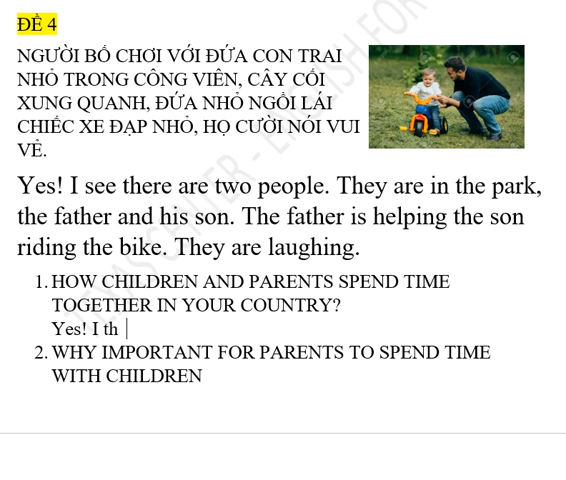 ĐỀ 4
NGƯỜI BỐ CHƠI VỚI ĐỨA CON TRAI
NHỎ TRONG CÔNG VIÊN, CÂY CỐI
XUNG QUANH, ĐỨA NHỎ NGỒI LÁI
CHIẾC XE ĐẠP NHỎ, HỌ CƯỜI NÓI VUI
VẺ.
Yes! I see there are two people. They are in the park,
the father and his son. The father is helping the son
riding the bike. They are laughing.
1. HOW CHILDREN AND PARENTS SPEND TIME
TOGETHER IN YOUR COUNTRY?
Yes! I th
2. WHY IMPORTANT FOR PARENTS TO SPEND TIME
WITH CHILDREN